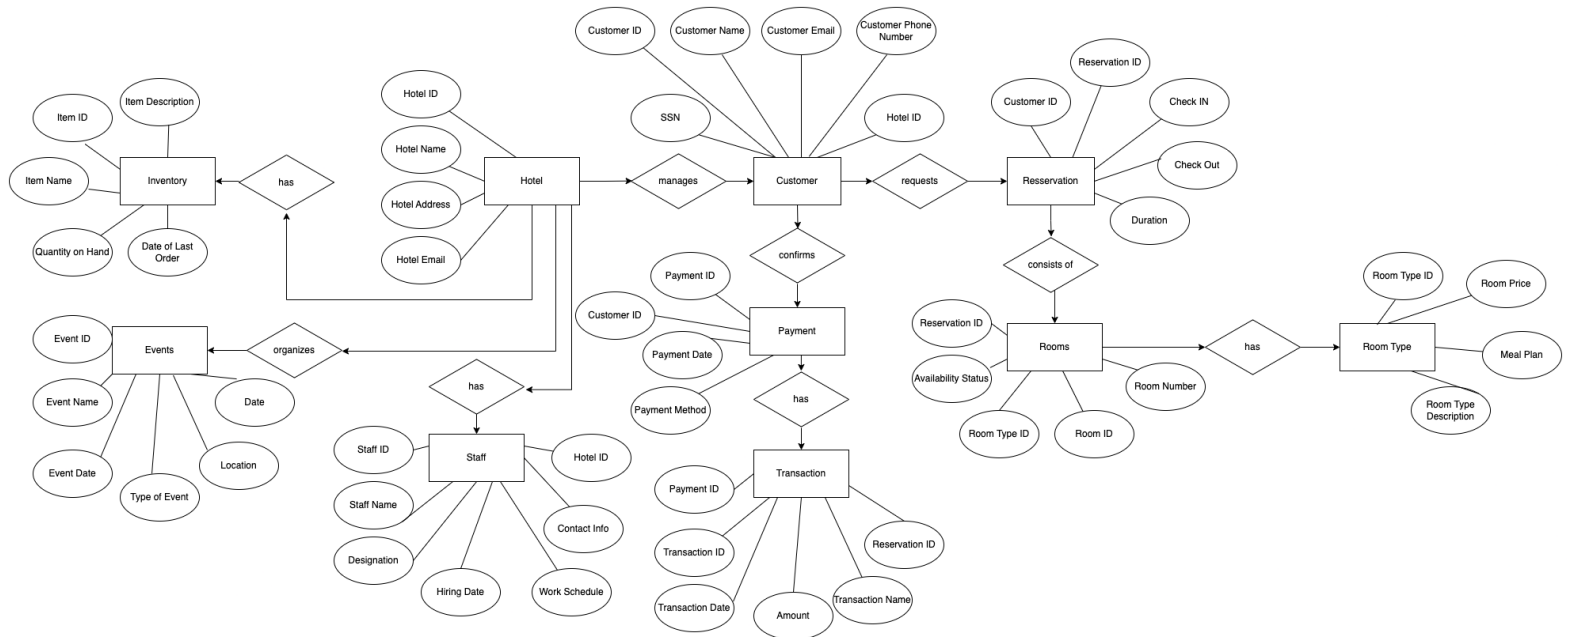 Customer ID
Customer Name
Customer Email
Customer Phone
Number
Reservation ID
Hotel ID
Item Description
Item ID
SSN
Hotel ID
Customer ID
Check IN
Hotel Name
Item Name
Inventory
has
Hotel
manages
Customer
requests
Resservation
Check Out
Hotel Address
Duration
Quantity on Hand
Date of Last
Order
Hotel Email
confirms
consists of
Payment ID
Room Type ID
Room Price
Customer ID
Reservation ID
Event ID
Events
organizes
Payment
Rooms
has
Room Type
Meal Plan
Payment Date
Availability Status
has
Room Number
Event Name
Date
Payment Method
has
Room Type
Description
Room Type ID
Room ID
Staff ID
Staff
Hotel ID
Event Date
Location
Type of Event
Transaction
Payment ID
Staff Name
Contact Info
Reservation ID
Designation
Transaction ID
Hiring Date
Work Schedule
Transaction Date
Amount
Transaction Name